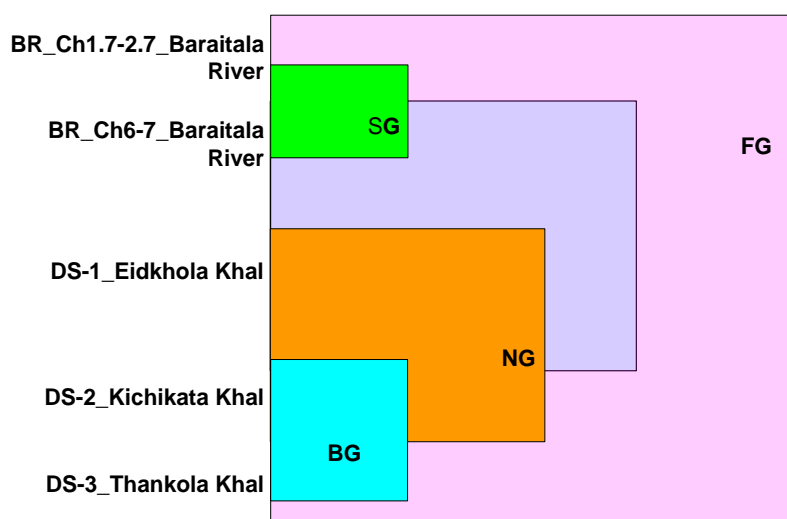 BR_Ch1.7-2.7_Baraitala
River
SG
BR_Ch6-7_Baraitala
River
FG
DS-1_Eidkhola Khal
NG
DS-2_Kichikata Khal
BG
DS-3_Thankola Khal